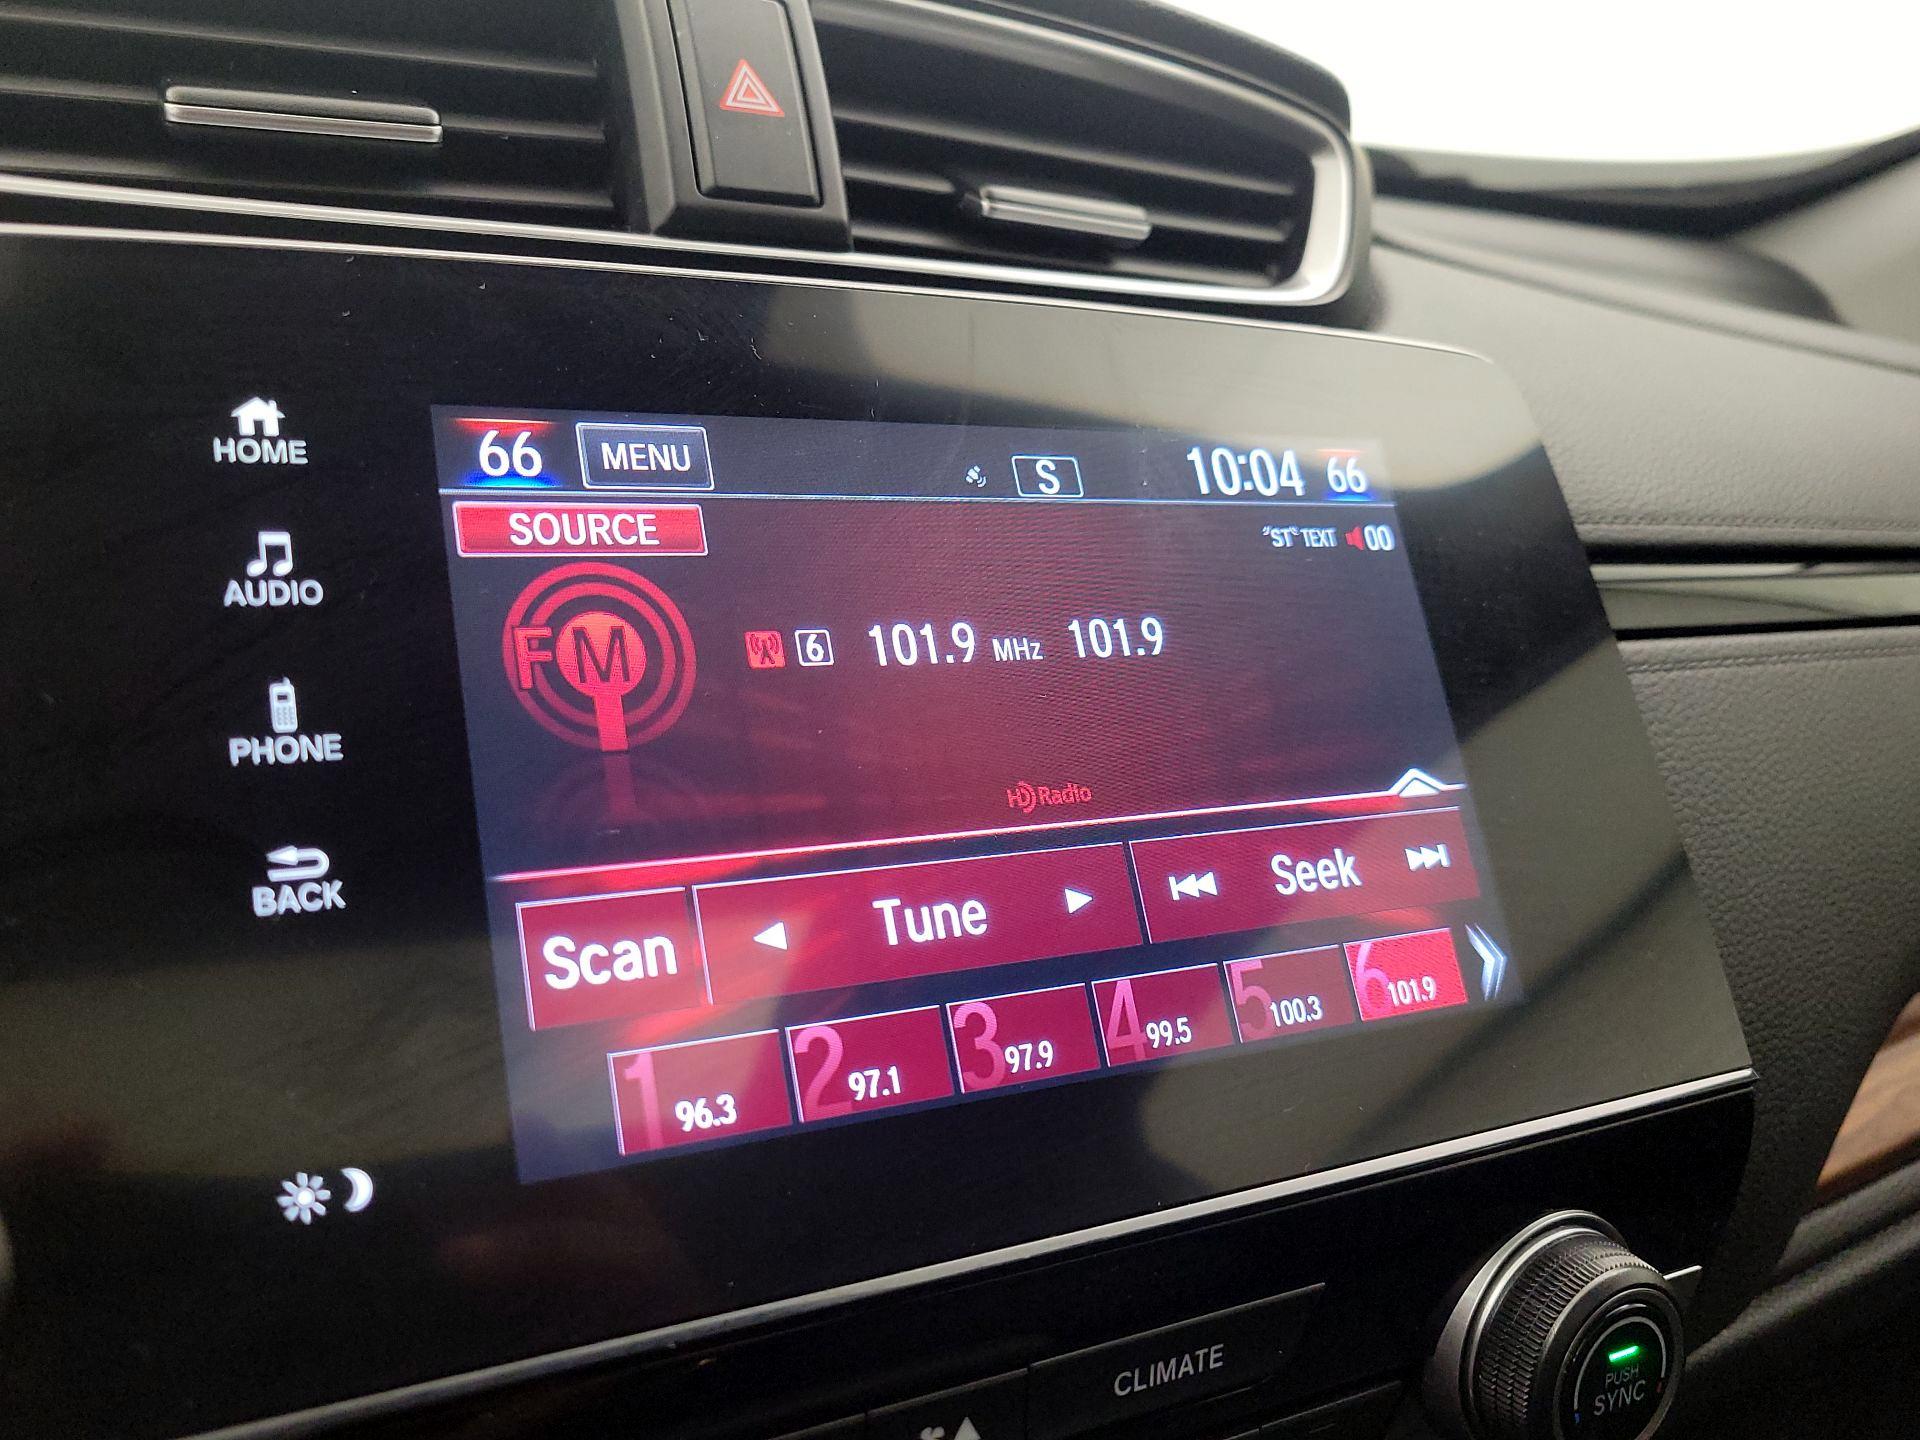 66 MENU S 10:04 66
HOME
SOURCE
"ST" TEXT 00
AUDIO
FM
6 101.9 MHz 101.9
PHONE
HD Radio
BACK
Scan Tune Seek
1 96.3
2 97.1
3 97.9
4 99.5
5 100.3
6 101.9
CLIMATE
PUSH
SYNC